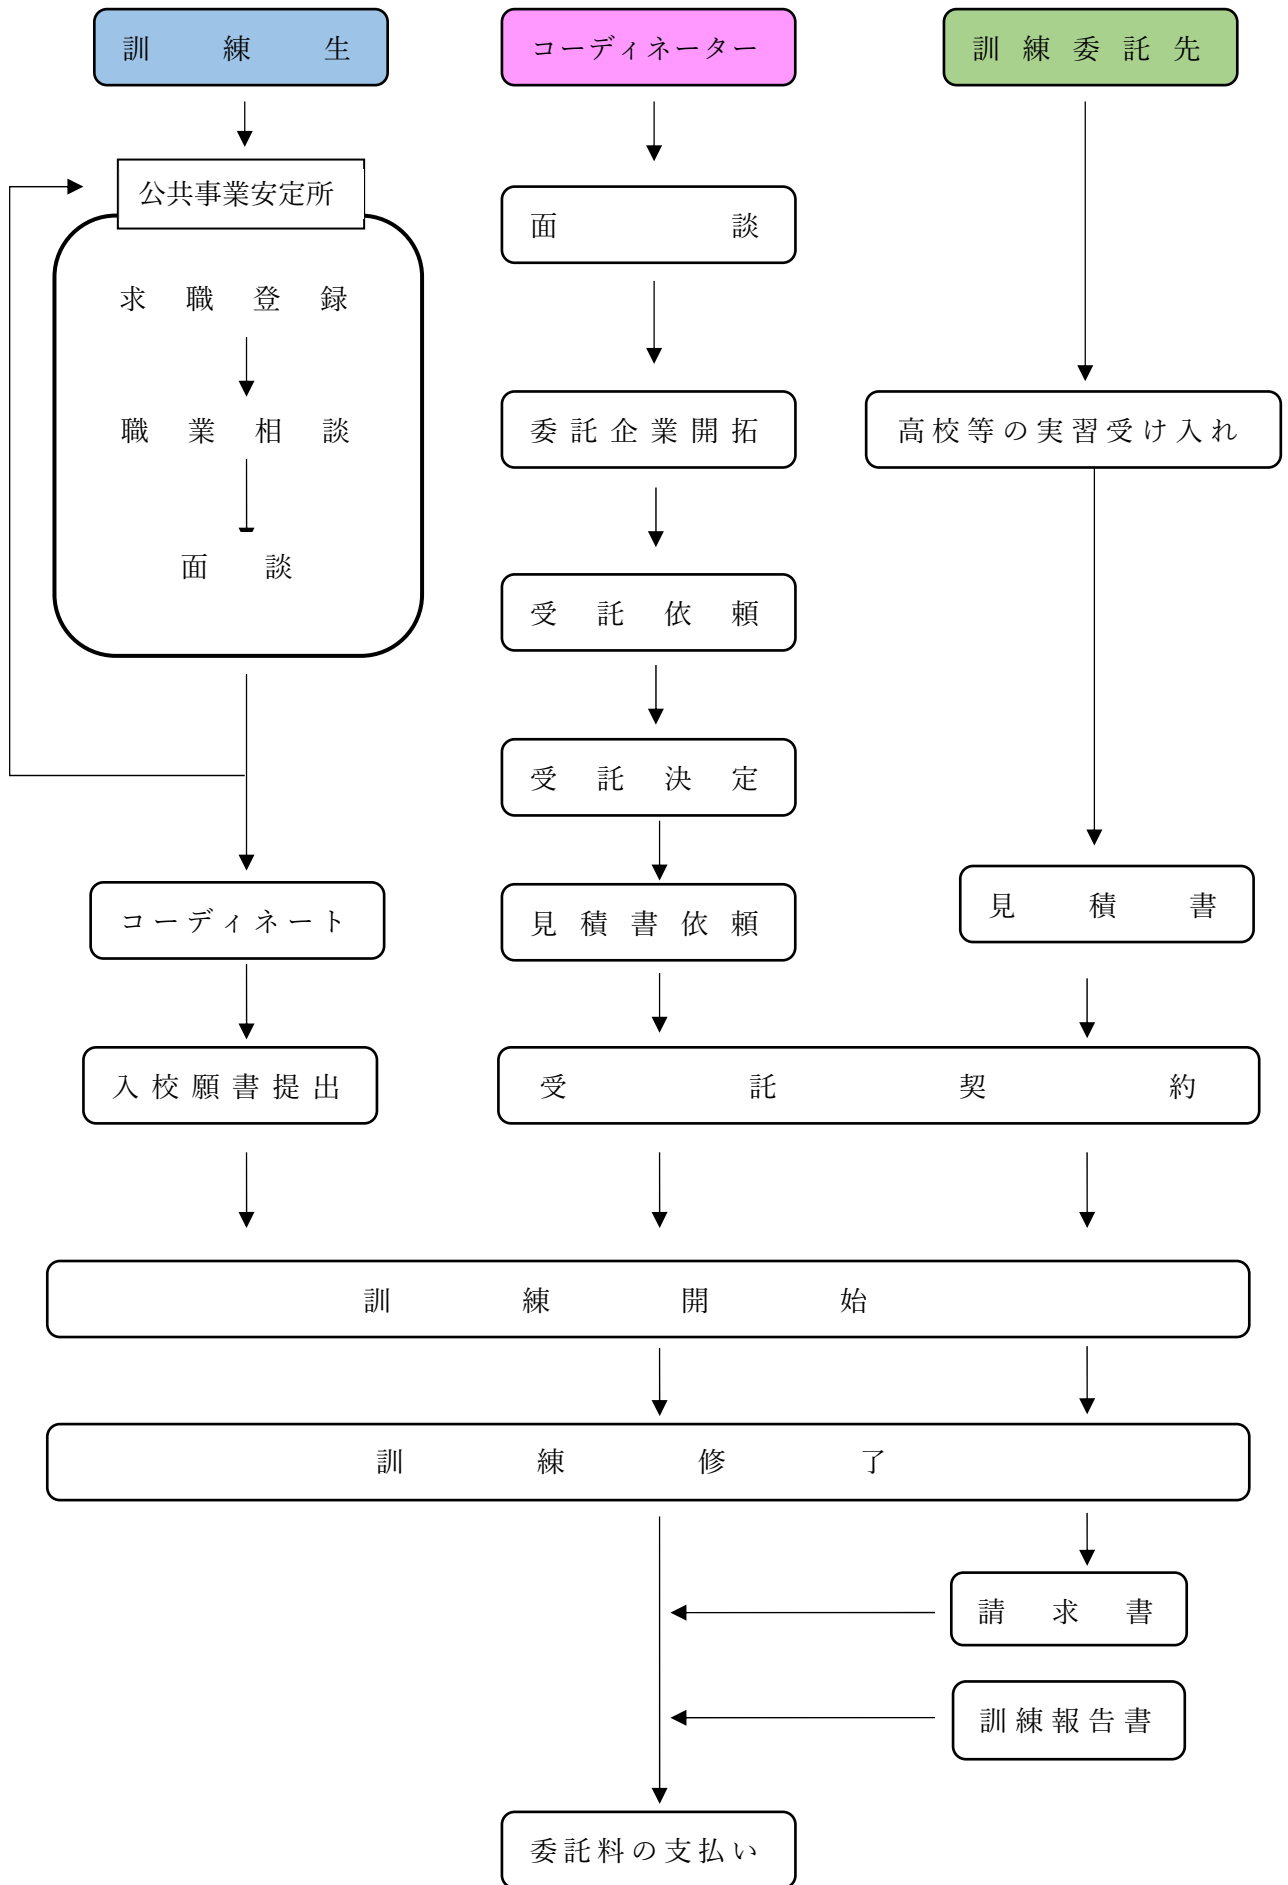 訓練生
コーディネーター
訓練委託先
公共事業安定所
求職登録
職業相談
面談
面談
委託企業開拓
高校等の実習受け入れ
受託依頼
受託決定
コーディネート
見積書依頼
見積書
入校願書提出
受託契約
訓練開始
訓練修了
請求書
訓練報告書
委託料の支払い